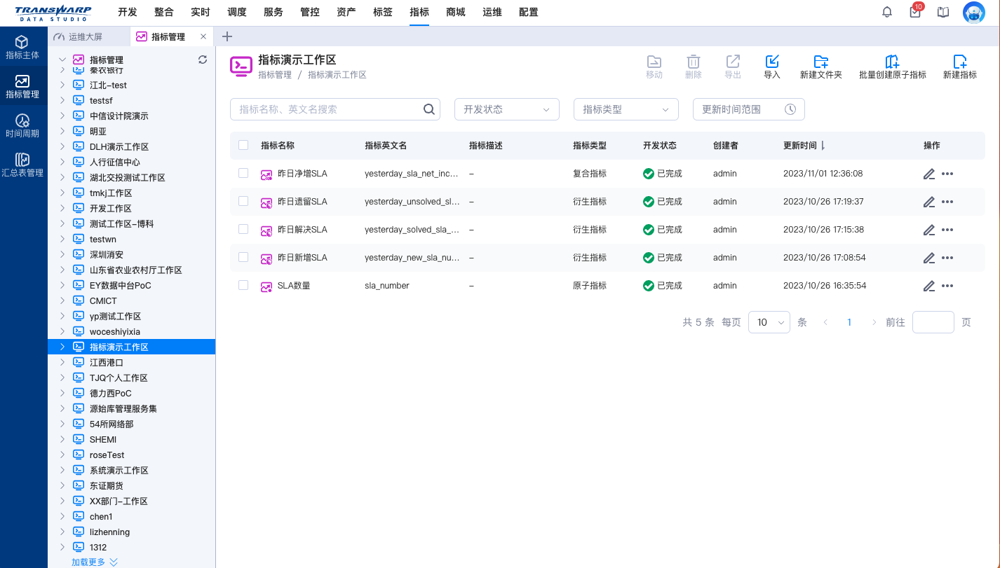 TRANSWARP
DATA STUDIO
开发 整合 实时 调度 服务 管控 资产 标签 指标 商城 运维 配置
10
指标主体
指标管理
时间周期
汇总表管理
运维大屏
指标管理
指标管理
秦农银行
江北-test
testsf
中信设计院演示
明亚
DLH演示工作区
人行征信中心
湖北交投测试工作区
tmkj工作区
开发工作区
测试工作区-博科
testwn
深圳消安
山东省农业农村厅工作区
EY数据中台PoC
CMICT
yp测试工作区
woceshiyixia
指标演示工作区
江西港口
TJQ个人工作区
德力西PoC
源始库管理服务集
54所网络部
SHEMI
roseTest
系统演示工作区
东证期货
XX部门-工作区
chen1
lizhenning
1312
加载更多
指标演示工作区
指标管理 / 指标演示工作区
移动 删除 导出 导入 新建文件夹 批量创建原子指标 新建指标
指标名称、英文名搜索 开发状态 指标类型 更新时间范围
指标名称 指标英文名 指标描述 指标类型 开发状态 创建者 更新时间 操作
昨日净增SLA yesterday_sla_net_inc... – 复合指标 已完成 admin 2023/11/01 12:36:08
昨日遗留SLA yesterday_unsolved_sl... – 衍生指标 已完成 admin 2023/10/26 17:19:37
昨日解决SLA yesterday_solved_sla_... – 衍生指标 已完成 admin 2023/10/26 17:15:38
昨日新增SLA yesterday_new_sla_nu... – 衍生指标 已完成 admin 2023/10/26 17:08:54
SLA数量 sla_number – 原子指标 已完成 admin 2023/10/26 16:35:54
共 5 条 每页 10 条 1 前往 页